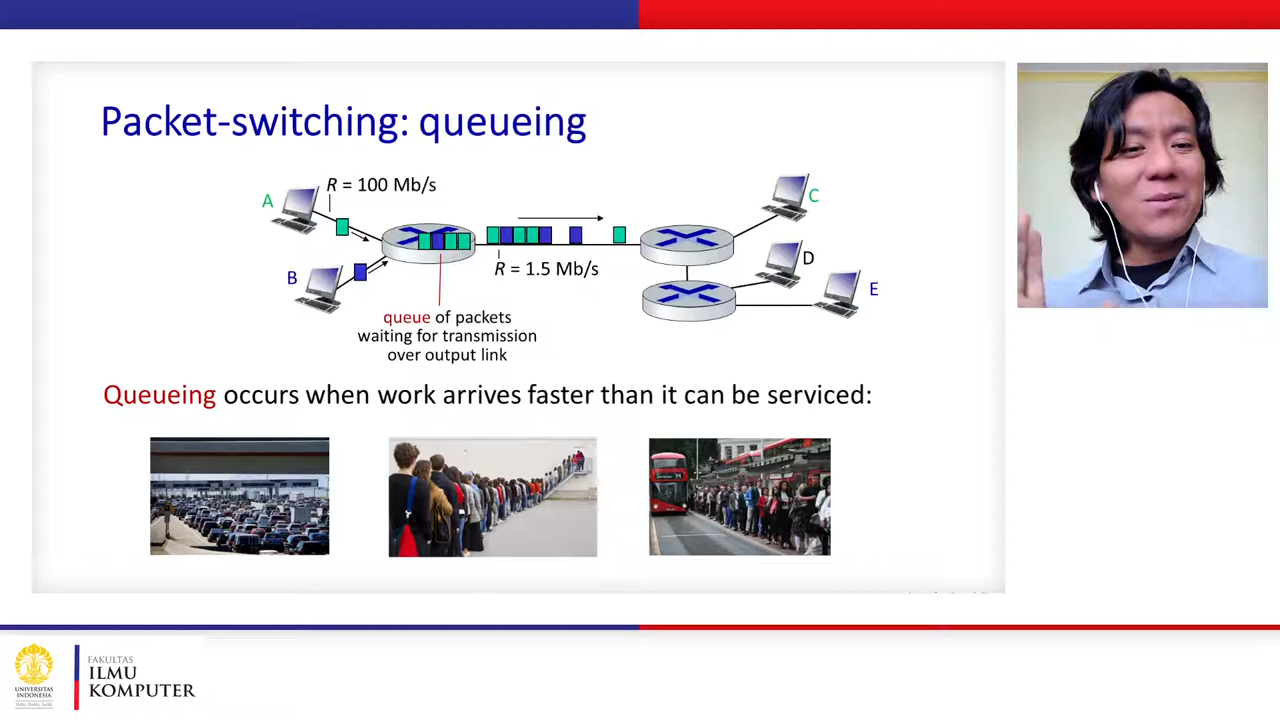 Packet-switching: queueing
R = 100 Mb/s
A
C
B
D
E
R = 1.5 Mb/s
queue of packets
waiting for transmission
over output link
Queueing occurs when work arrives faster than it can be serviced:
FAKULTAS
ILMU
KOMPUTER
UNIVERSITAS
INDONESIA